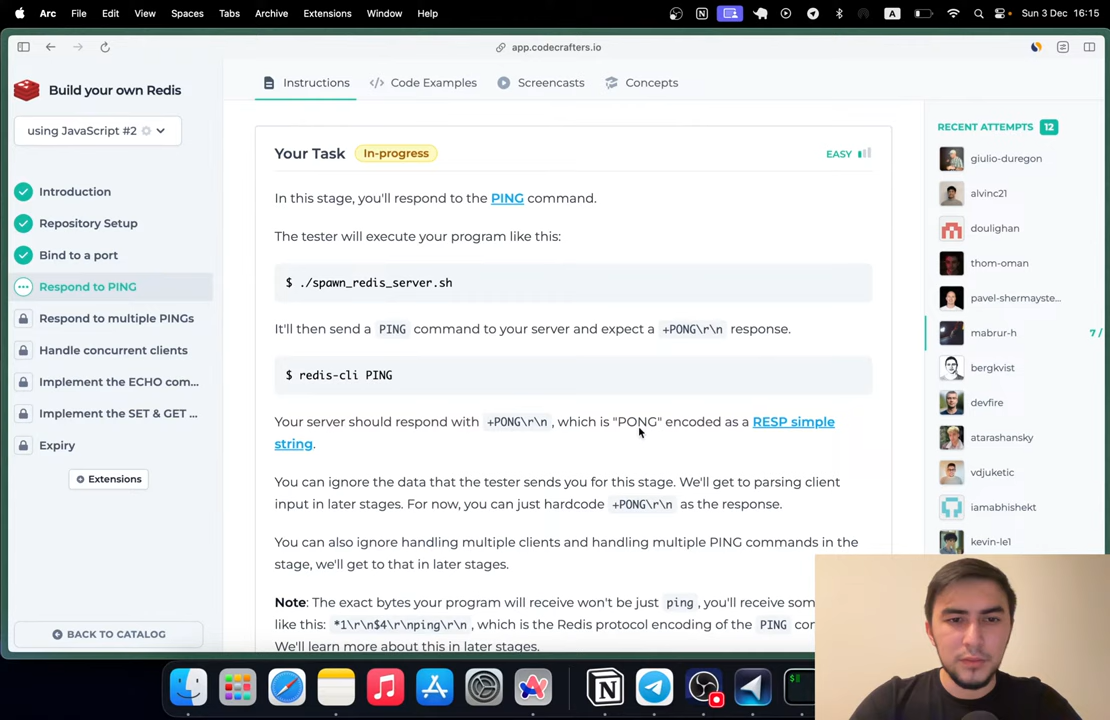 Arc File Edit View Spaces Tabs Archive Extensions Window Help A Sun 3 Dec 16:15
app.codecrafters.io
Build your own Redis
using JavaScript #2
Introduction
Repository Setup
Bind to a port
Respond to PING
Respond to multiple PINGs
Handle concurrent clients
Implement the ECHO com...
Implement the SET & GET ...
Expiry
Extensions
BACK TO CATALOG
Instructions Code Examples Screencasts Concepts
Your Task In-progress EASY
In this stage, you'll respond to the PING command.
The tester will execute your program like this:
$ ./spawn_redis_server.sh
It'll then send a PING command to your server and expect a +PONG\r\n response.
$ redis-cli PING
Your server should respond with +PONG\r\n, which is "PONG" encoded as a RESP simple
string.
You can ignore the data that the tester sends you for this stage. We'll get to parsing client
input in later stages. For now, you can just hardcode +PONG\r\n as the response.
You can also ignore handling multiple clients and handling multiple PING commands in the
stage, we'll get to that in later stages.
Note: The exact bytes your program will receive won't be just ping, you'll receive som
like this: *1\r\n$4\r\nping\r\n, which is the Redis protocol encoding of the PING co
We'll learn more about this in later stages.
RECENT ATTEMPTS 12
giulio-duregon
alvinc21
doulighan
thom-oman
pavel-shermayste...
mabrur-h 7 /
bergkvist
devfire
atarashansky
vdjuketic
iamabhishekt
kevin-le1